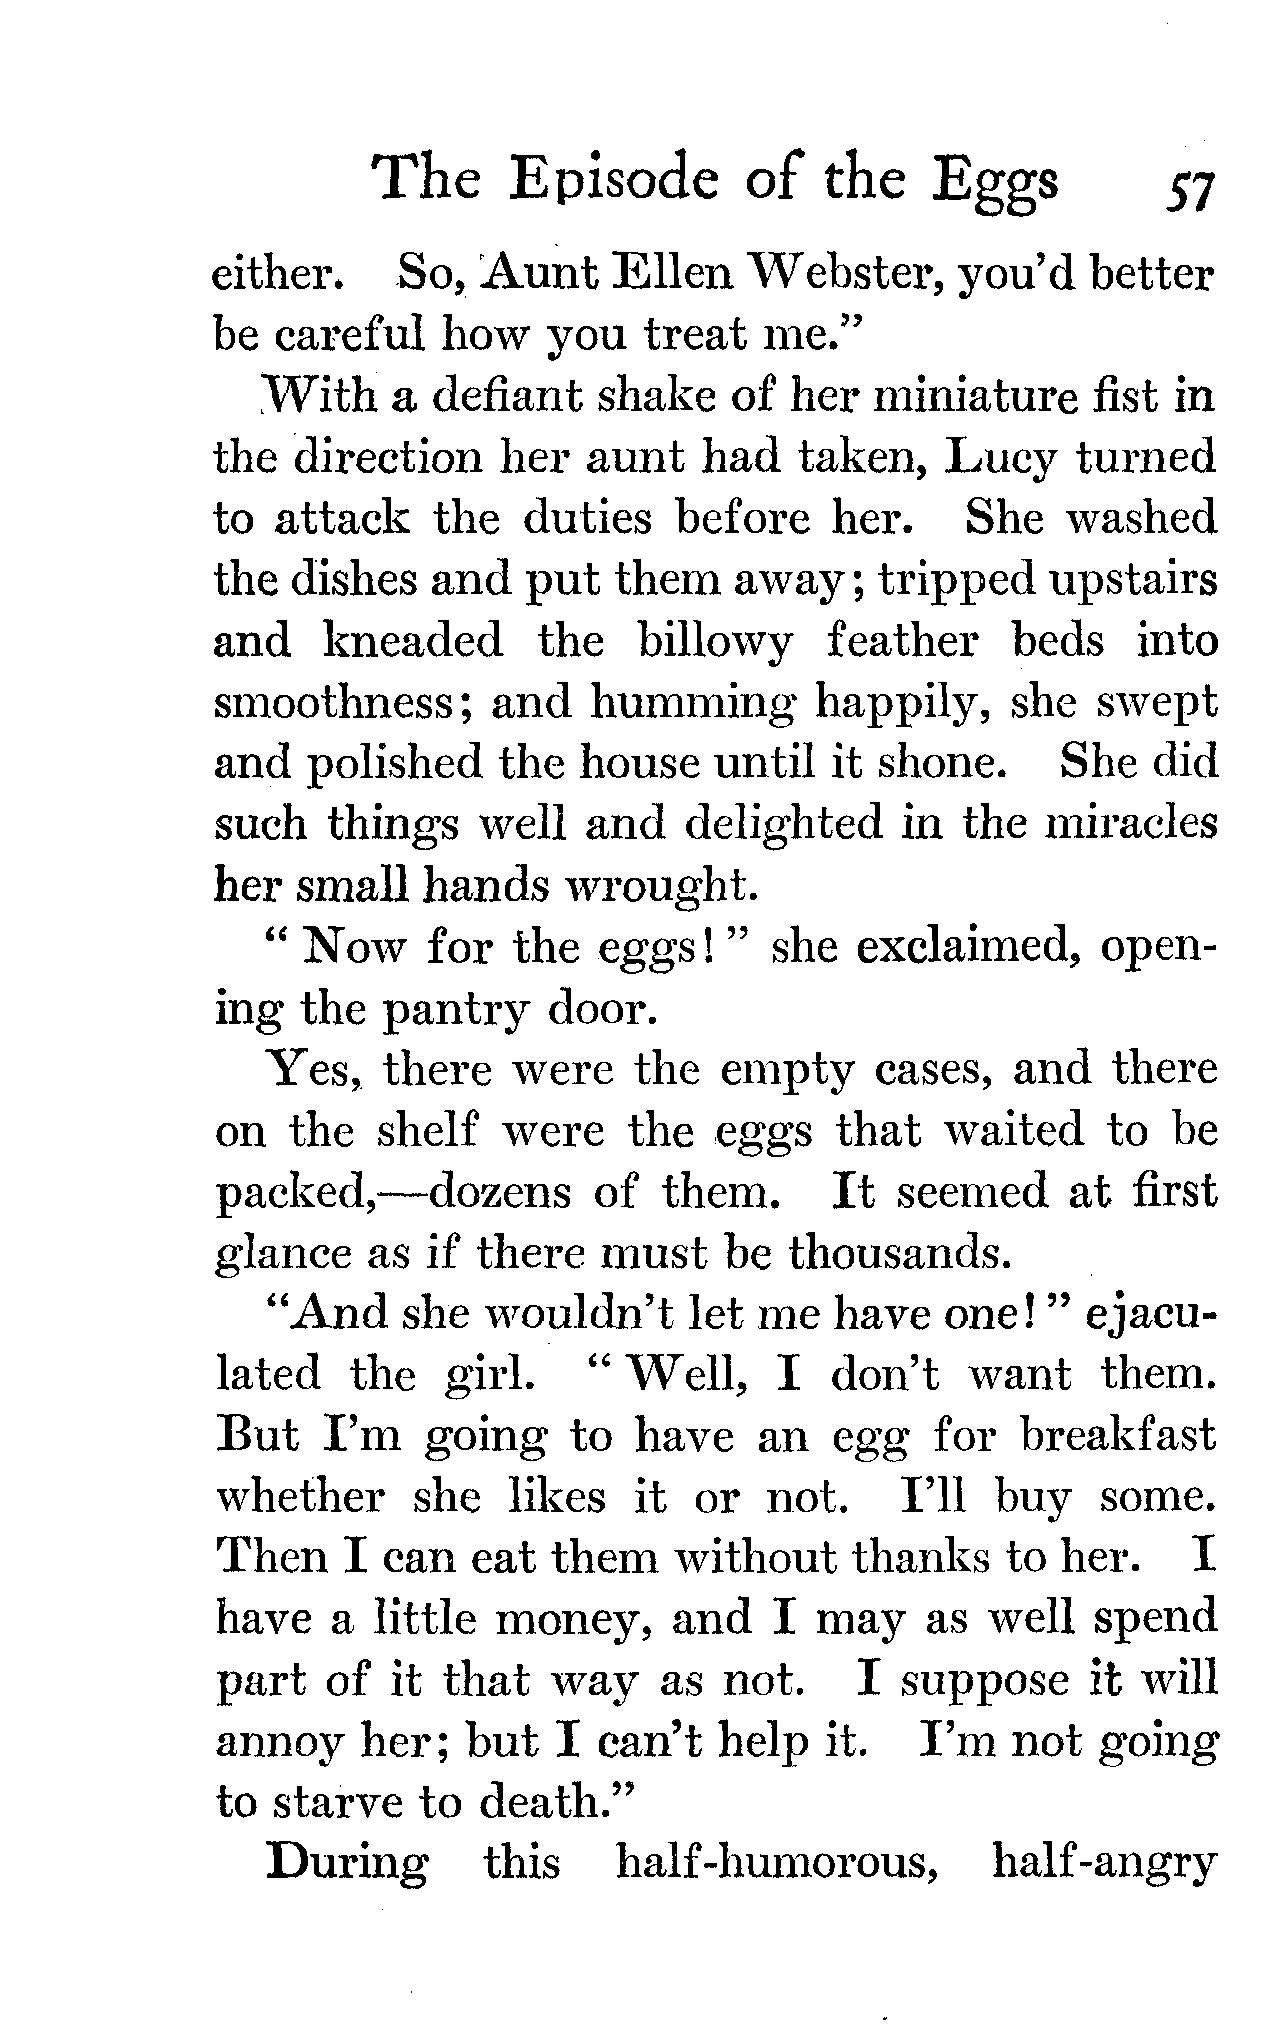 The Episode of the Eggs 57
either. So, Aunt Ellen Webster, you'd better
be careful how you treat me."
With a defiant shake of her miniature fist in
the direction her aunt had taken, Lucy turned
to attack the duties before her. She washed
the dishes and put them away; tripped upstairs
and kneaded the billowy feather beds into
smoothness; and humming happily, she swept
and polished the house until it shone. She did
such things well and delighted in the miracles
her small hands wrought.
"Now for the eggs!" she exclaimed, open-
ing the pantry door.
Yes, there were the empty cases, and there
on the shelf were the eggs that waited to be
packed,—dozens of them. It seemed at first
glance as if there must be thousands.
"And she wouldn't let me have one!" ejacu-
lated the girl. "Well, I don't want them.
But I'm going to have an egg for breakfast
whether she likes it or not. I'll buy some.
Then I can eat them without thanks to her. I
have a little money, and I may as well spend
part of it that way as not. I suppose it will
annoy her; but I can't help it. I'm not going
to starve to death."
During this half-humorous, half-angry